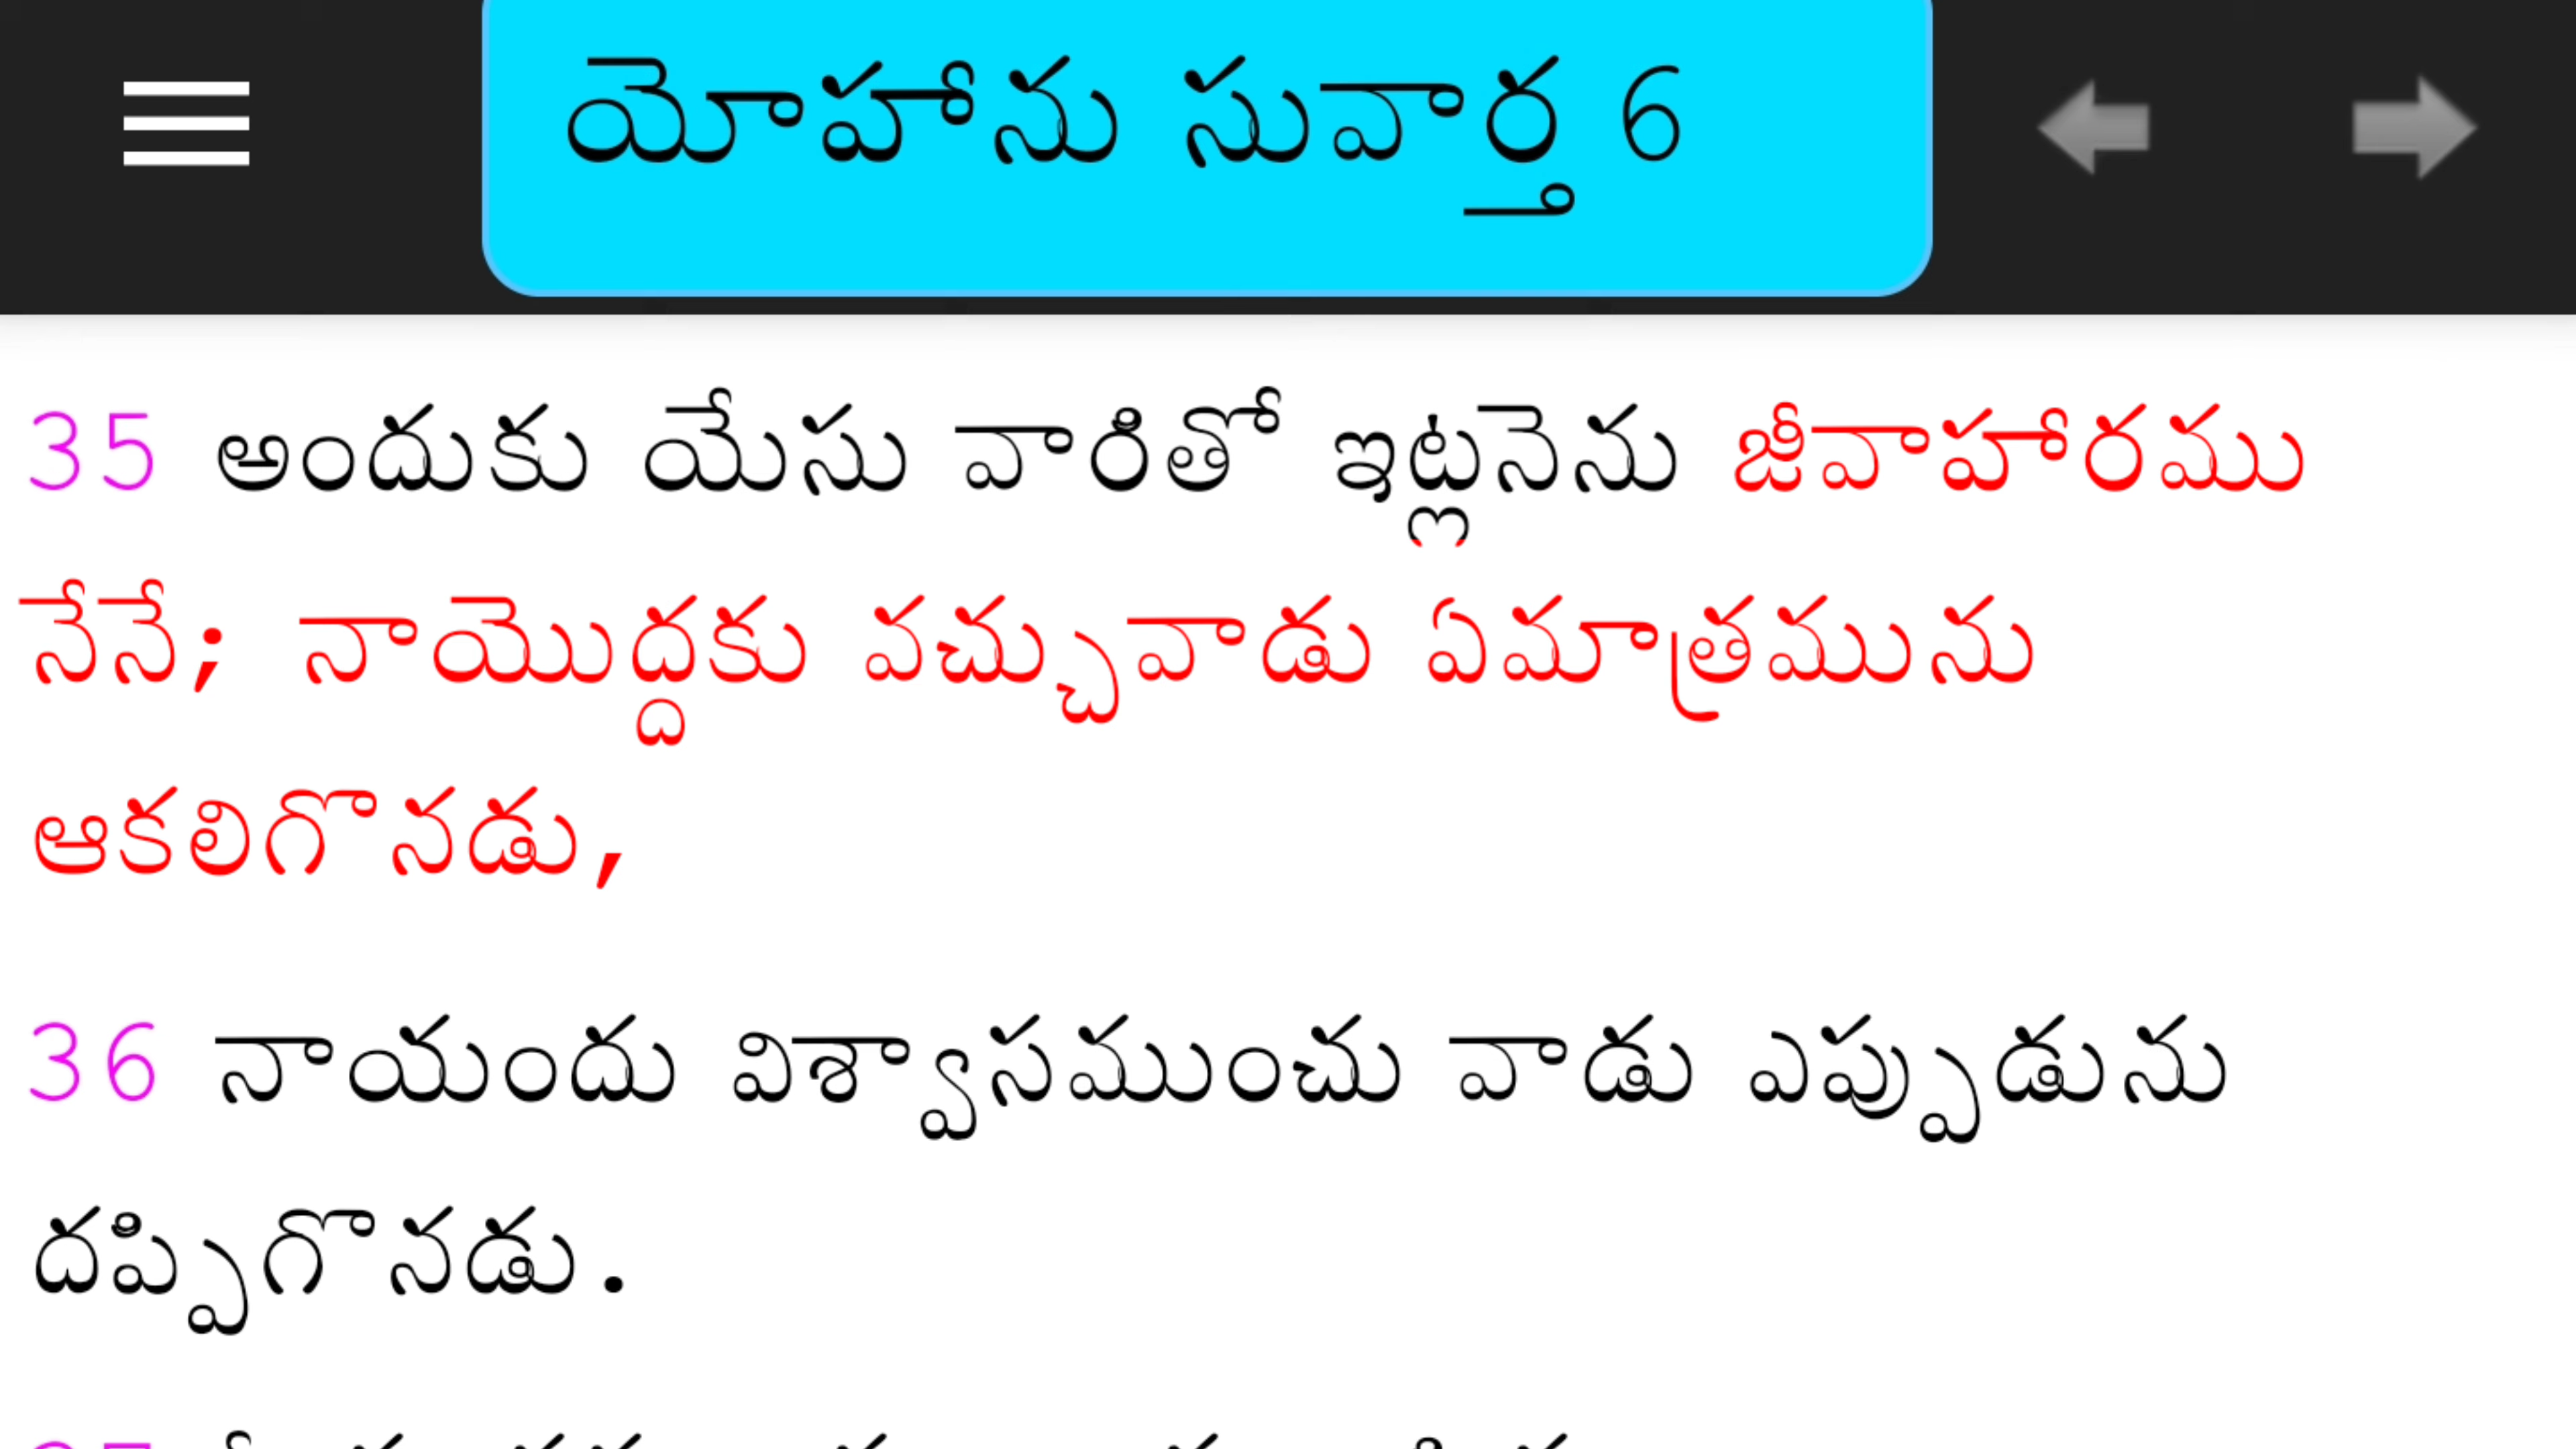 యోహాను సువార్త 6
35 అందుకు యేసు వారితో ఇట్లనెను జీవాహారము
నేనే; నాయొద్దకు వచ్చువాడు ఏమాత్రమును
ఆకలిగొనడు,
36 నాయందు విశ్వాసముంచు వాడు ఎప్పుడును
దప్పిగొనడు.